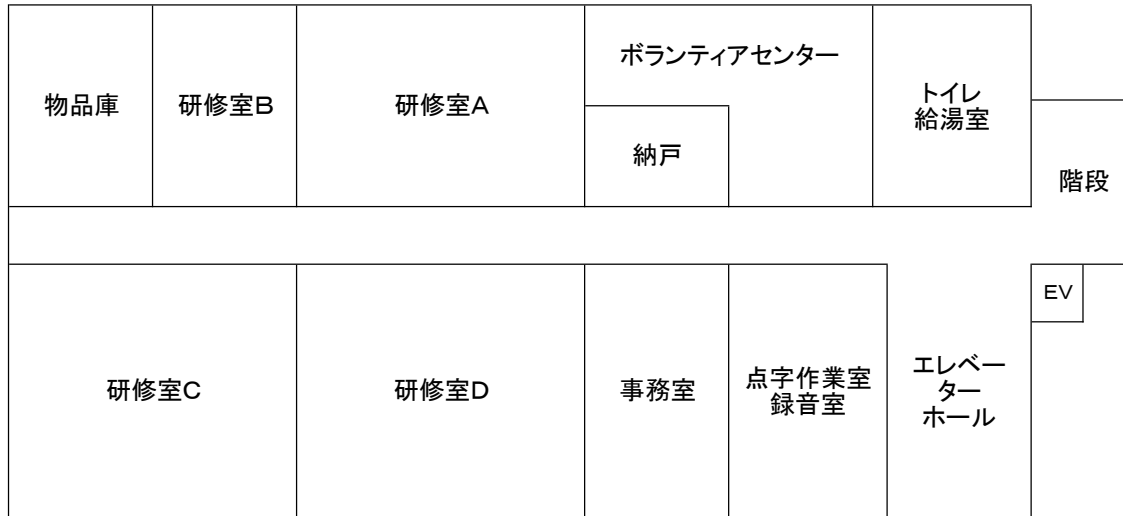 ボランティアセンター
物品庫
研修室B
研修室A
トイレ
給湯室
納戸
階段
EV
研修室C
研修室D
事務室
点字作業室
録音室
エレベー
ター
ホール